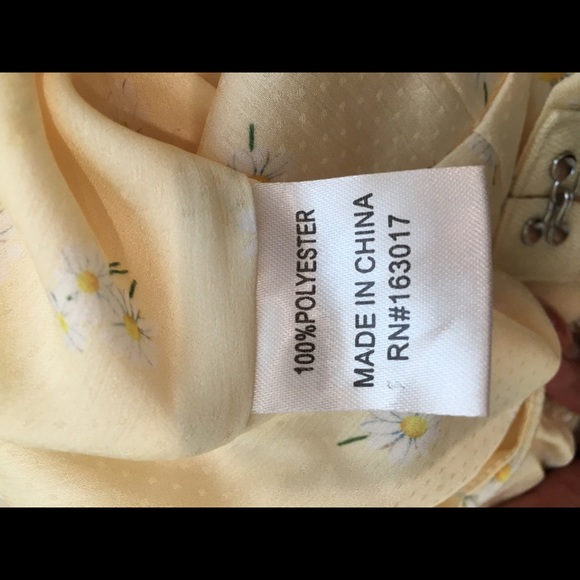 100%POLYESTER
MADE IN CHINA
RN#163017